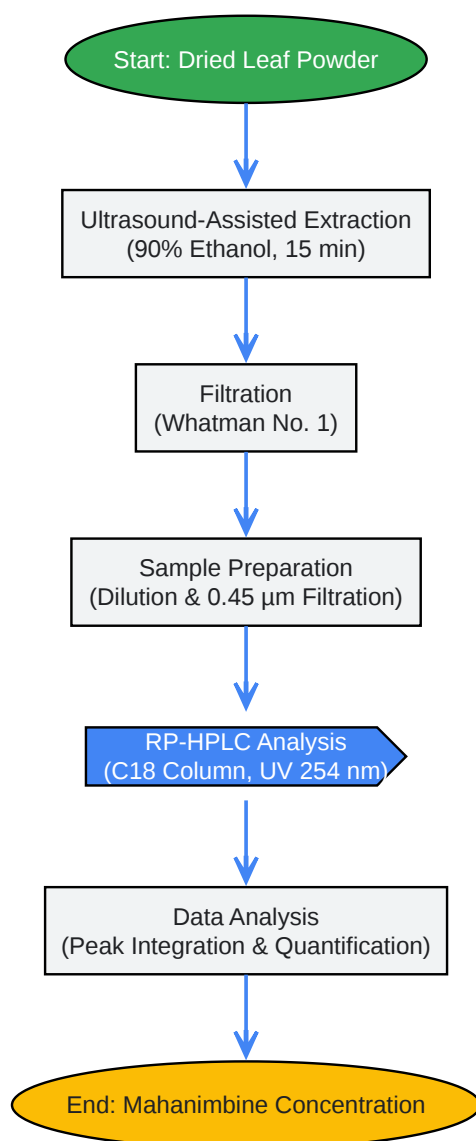 Start: Dried Leaf Powder
Ultrasound-Assisted Extraction
(90% Ethanol, 15 min)
Filtration
(Whatman No. 1)
Sample Preparation
(Dilution & 0.45 µm Filtration)
RP-HPLC Analysis
(C18 Column, UV 254 nm)
Data Analysis
(Peak Integration & Quantification)
End: Mahanimbine Concentration